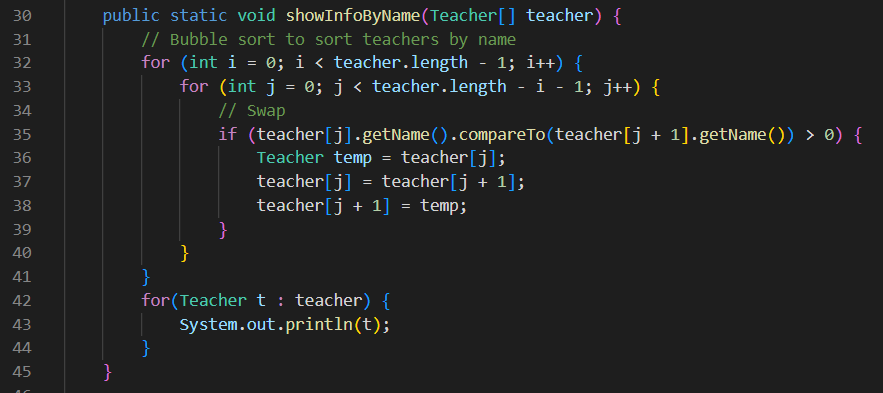 30 public static void showInfoByName(Teacher[] teacher) {
31 // Bubble sort to sort teachers by name
32 for (int i = 0; i < teacher.length - 1; i++) {
33 for (int j = 0; j < teacher.length - i - 1; j++) {
34 // Swap
35 if (teacher[j].getName().compareTo(teacher[j + 1].getName()) > 0) {
36 Teacher temp = teacher[j];
37 teacher[j] = teacher[j + 1];
38 teacher[j + 1] = temp;
39 }
40 }
41 }
42 for(Teacher t : teacher) {
43 System.out.println(t);
44 }
45 }